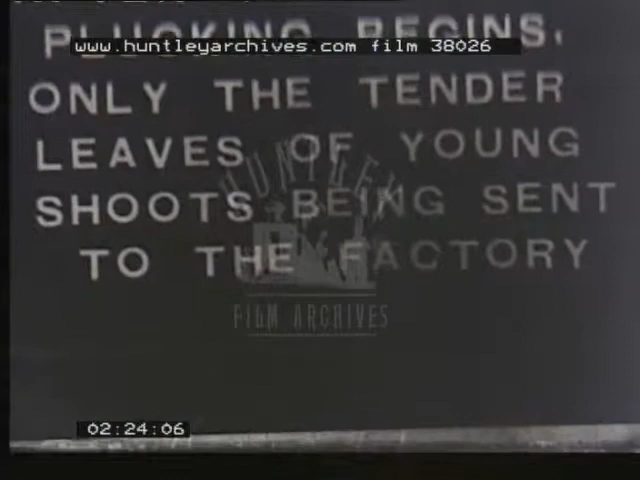 PLUCKING BEGINS,
www.huntleyarchives.com film 38026
ONLY THE TENDER
LEAVES OF YOUNG
SHOOTS BEING SENT
TO THE FACTORY
HUNTLEY
FILM ARCHIVES
02:24:06